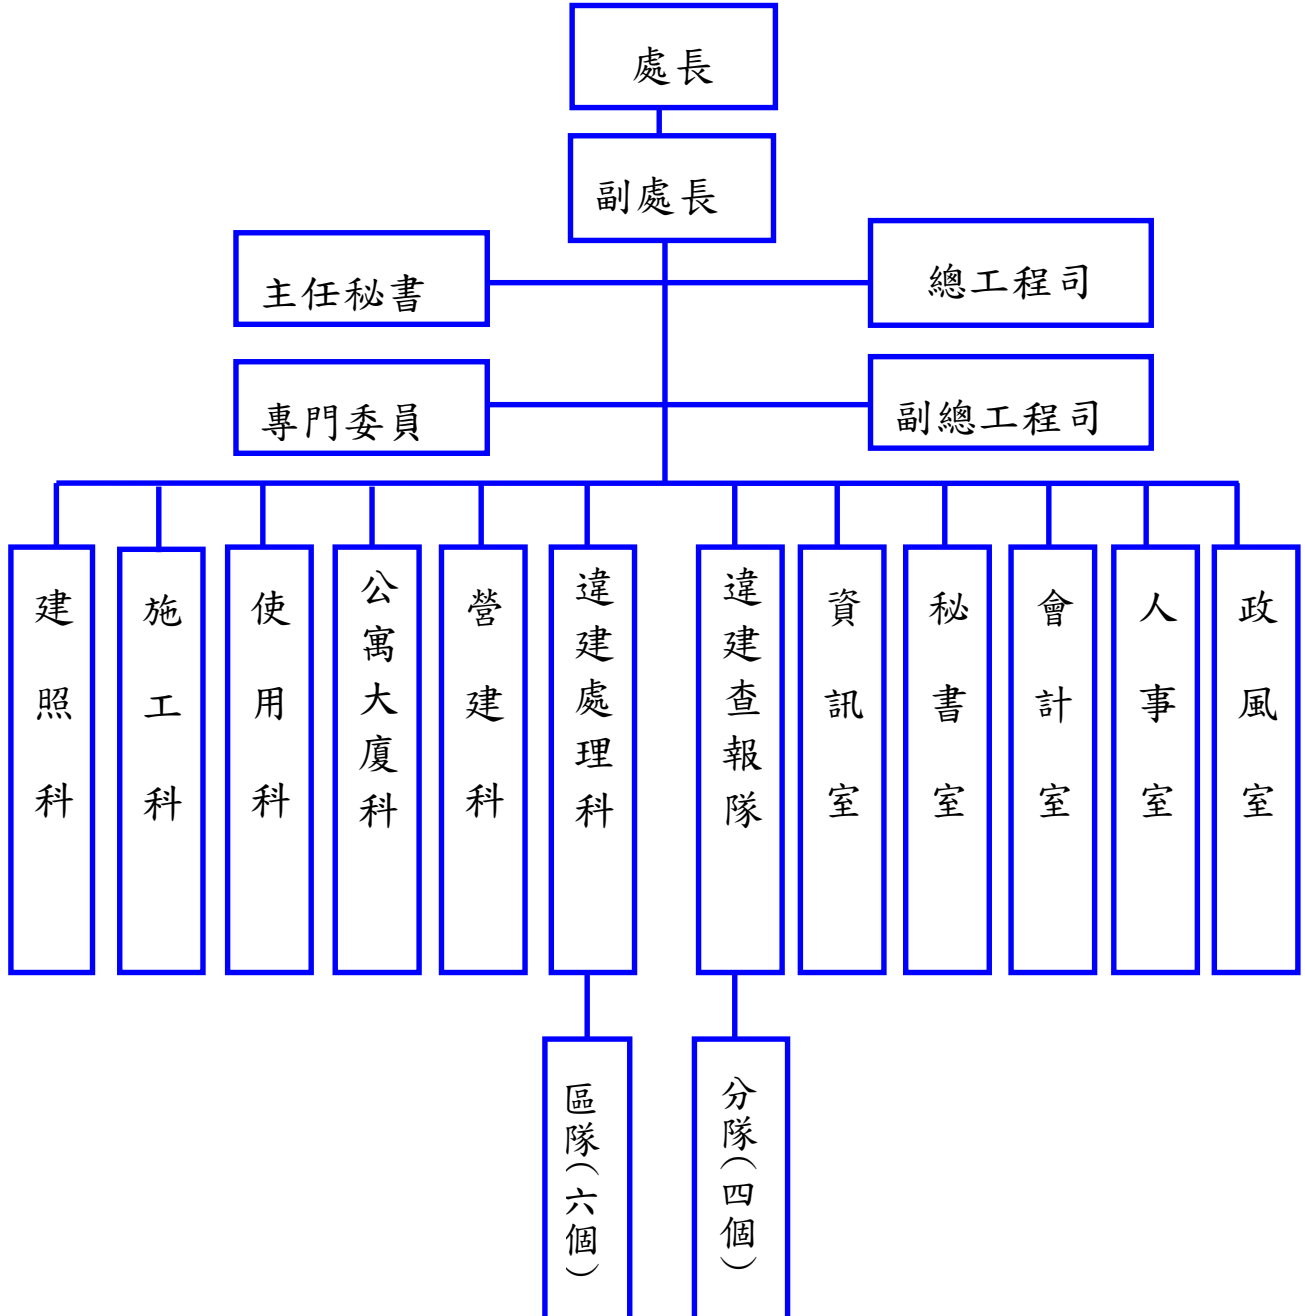 處長
副處長
主任秘書
總工程司
專門委員
副總工程司
建照科
施工科
使用科
公寓大廈科
營建科
違建處理科
違建查報隊
資訊室
秘書室
會計室
人事室
政風室
區隊(六個)
分隊(四個)